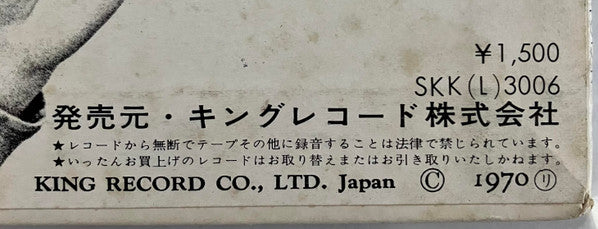 ¥1,500
SKK(L)3006
発売元・キングレコード株式会社
★レコードから無断でテープその他に録音することは法律で禁じられています。
★いったんお買上げのレコードはお取り替えまたはお引き取りいたしかねます。
KING RECORD CO., LTD. Japan © 1970 ㋷